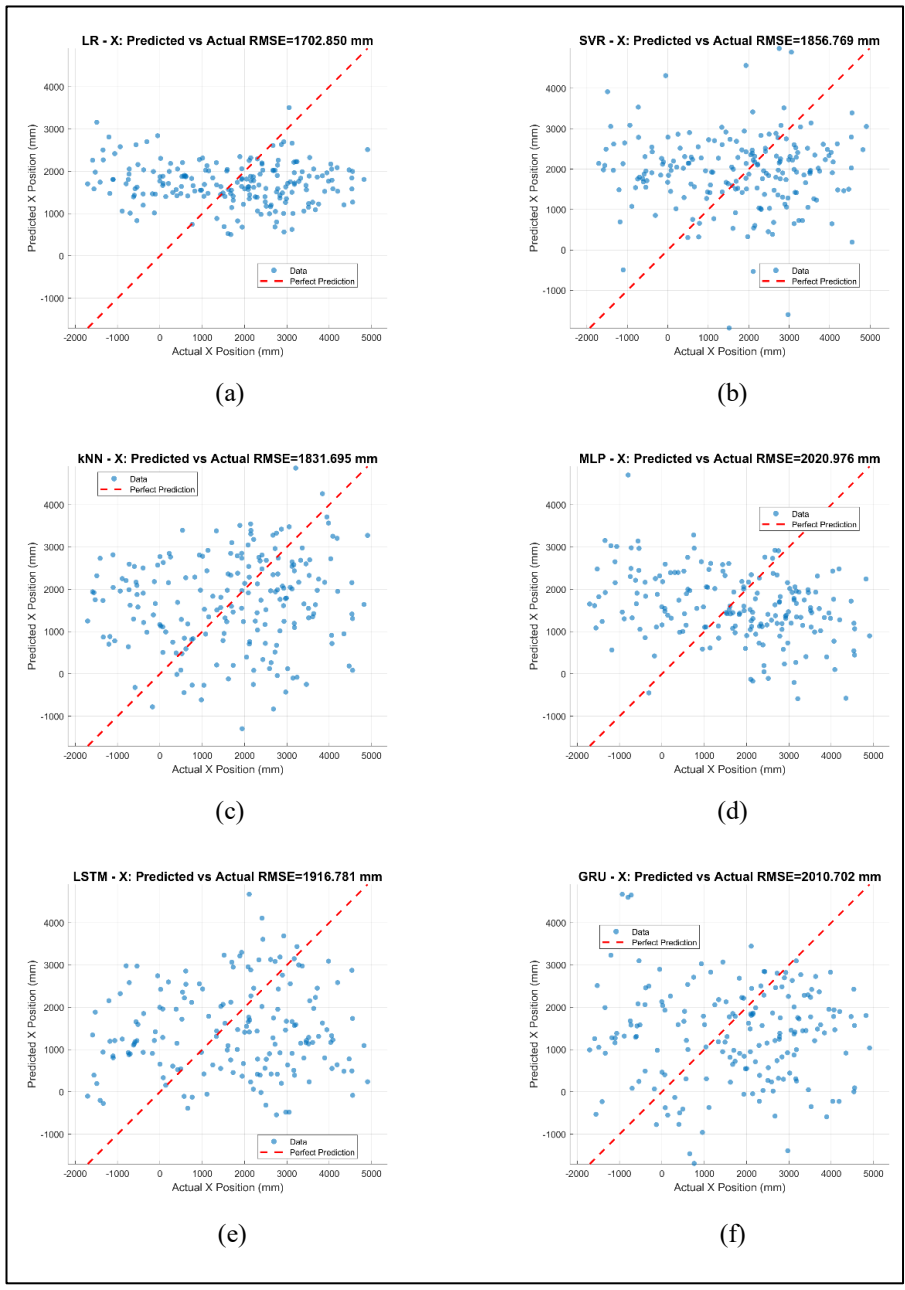 LR - X: Predicted vs Actual RMSE=1702.850 mm
4000
3000
2000
1000
0
-1000
Predicted X Position (mm)
Data
Perfect Prediction
-2000 -1000 0 1000 2000 3000 4000 5000
Actual X Position (mm)
(a)
SVR - X: Predicted vs Actual RMSE=1856.769 mm
4000
3000
2000
1000
0
-1000
Predicted X Position (mm)
Data
Perfect Prediction
-2000 -1000 0 1000 2000 3000 4000 5000
Actual X Position (mm)
(b)
kNN - X: Predicted vs Actual RMSE=1831.695 mm
Data
Perfect Prediction
4000
3000
2000
1000
0
-1000
Predicted X Position (mm)
-2000 -1000 0 1000 2000 3000 4000 5000
Actual X Position (mm)
(c)
MLP - X: Predicted vs Actual RMSE=2020.976 mm
Data
Perfect Prediction
4000
3000
2000
1000
0
-1000
Predicted X Position (mm)
-2000 -1000 0 1000 2000 3000 4000 5000
Actual X Position (mm)
(d)
LSTM - X: Predicted vs Actual RMSE=1916.781 mm
4000
3000
2000
1000
0
-1000
Predicted X Position (mm)
Data
Perfect Prediction
-2000 -1000 0 1000 2000 3000 4000 5000
Actual X Position (mm)
(e)
GRU - X: Predicted vs Actual RMSE=2010.702 mm
Data
Perfect Prediction
4000
3000
2000
1000
0
-1000
Predicted X Position (mm)
-2000 -1000 0 1000 2000 3000 4000 5000
Actual X Position (mm)
(f)